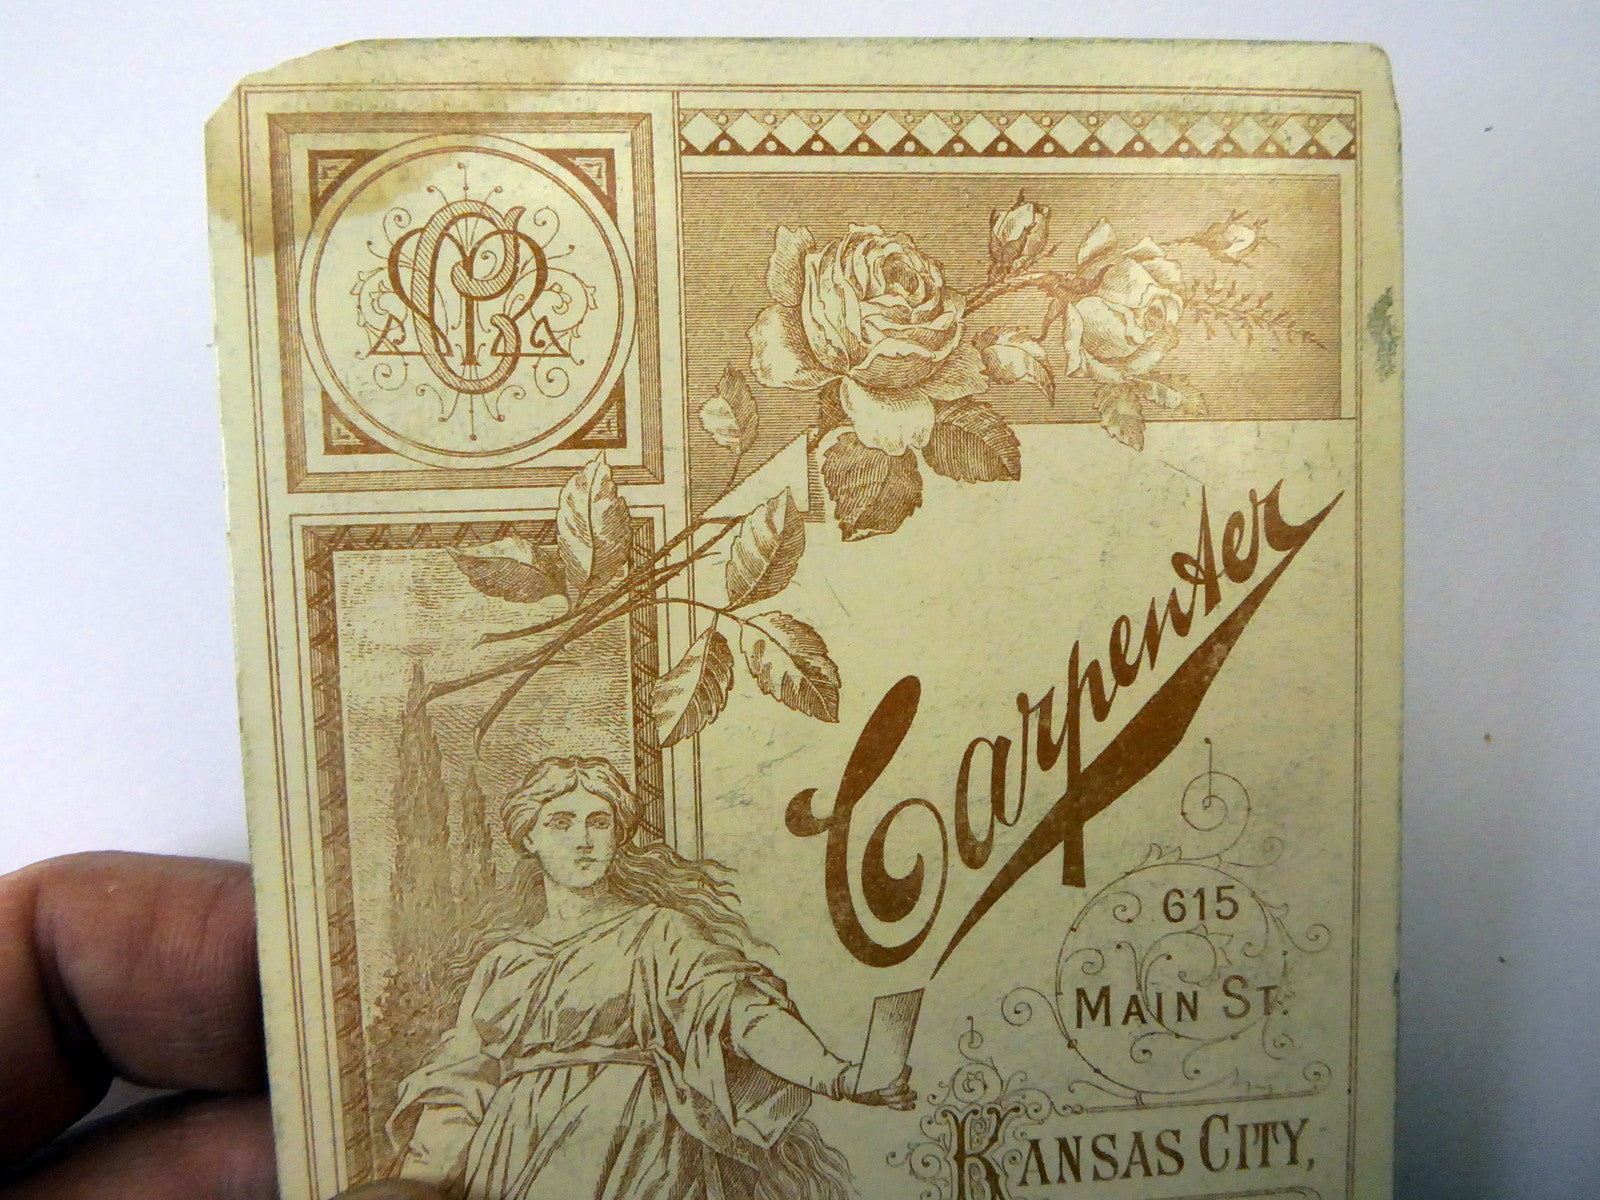 Carpenter
615
MAIN ST.
KANSAS CITY,